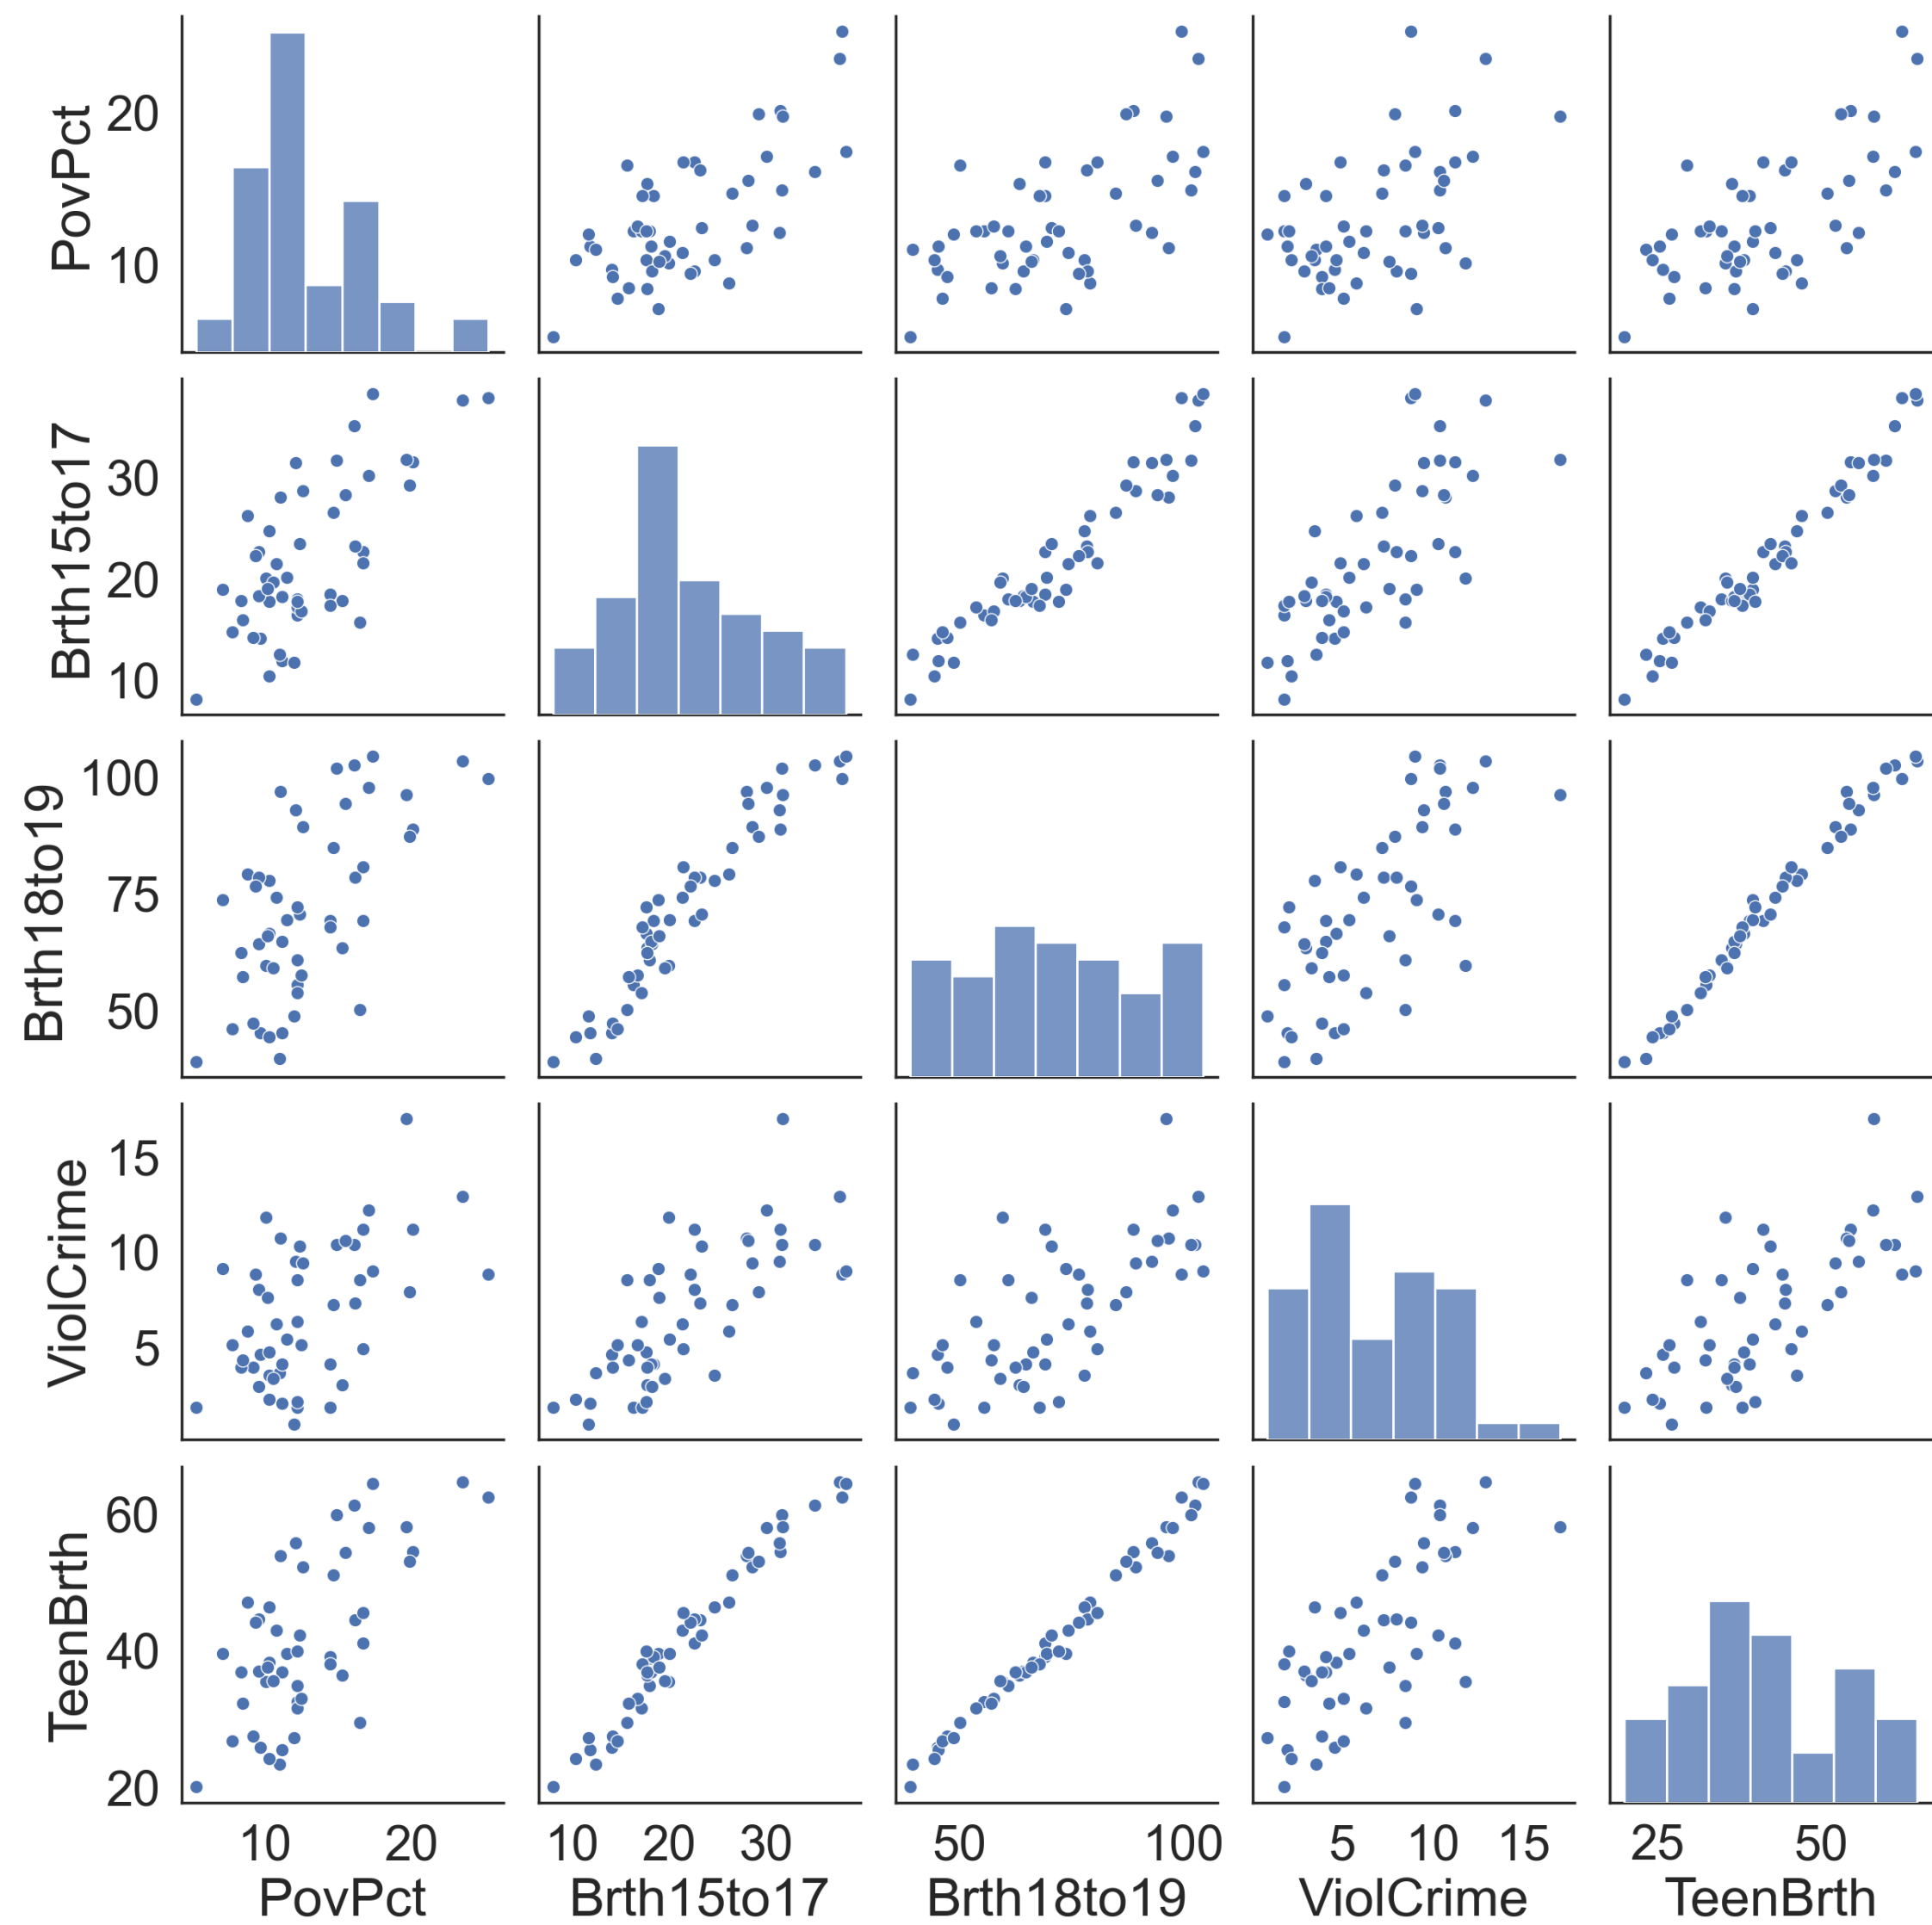 PovPct
20
10
Brth15to17
30
20
10
Brth18to19
100
75
50
ViolCrime
15
10
5
TeenBrth
60
40
20
10 20 10 20 30 50 100 5 10 15 25 50
PovPct Brth15to17 Brth18to19 ViolCrime TeenBrth